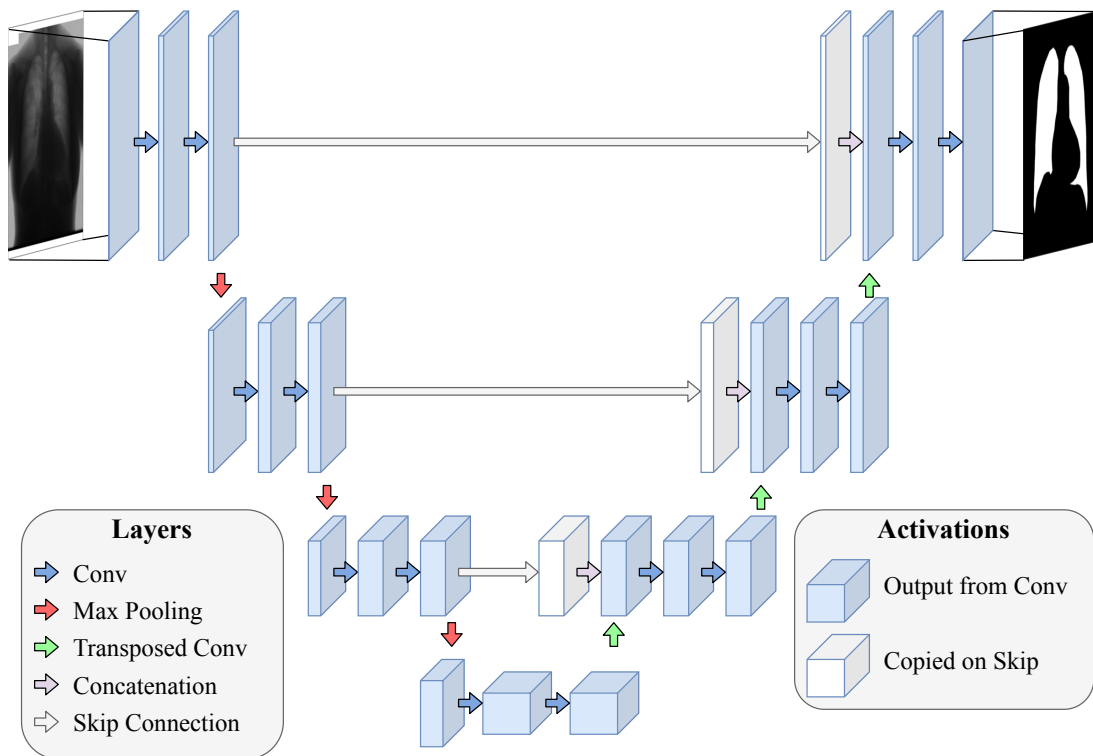 Layers
Conv
Max Pooling
Transposed Conv
Concatenation
Skip Connection
Activations
Output from Conv
Copied on Skip